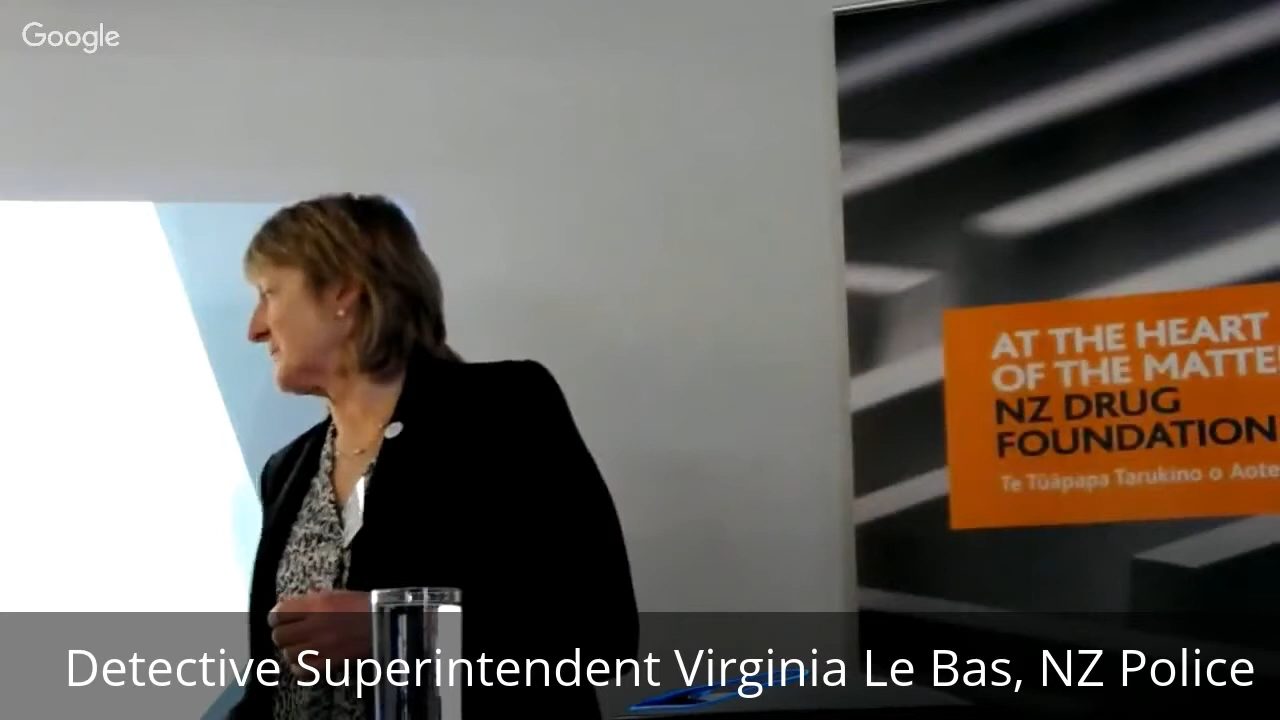 Google
AT THE HEART
OF THE MATTE
NZ DRUG
FOUNDATION
Te Tūāpapa Tarukino o Aote
Detective Superintendent Virginia Le Bas, NZ Police